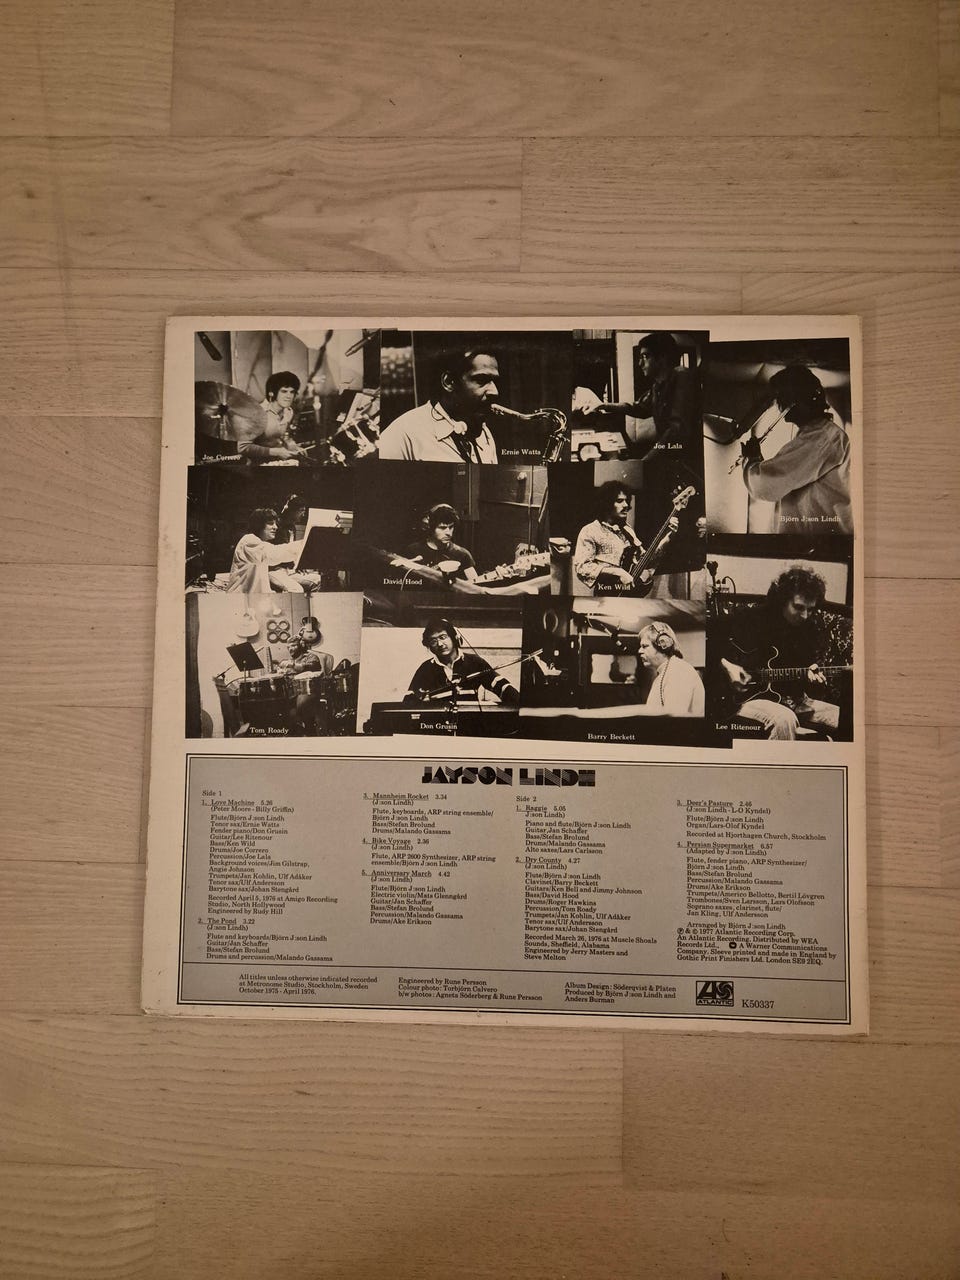 Joe Correro
Ernie Watts
Joe Lala
Björn J:son Lindh
David Hood
Ken Wild
Tom Roady
Don Grusin
Barry Beckett
Lee Ritenour
JAYSON LINDH
Side 1
1. Love Machine 5.26
(Peter Moore - Billy Griffin)
Flute/Björn J:son Lindh
Tenor sax/Ernie Watts
Fender piano/Don Grusin
Guitar/Lee Ritenour
Bass/Ken Wild
Drums/Joe Correro
Percussion/Joe Lala
Background voices/Jim Gilstrap,
Angie Johnson
Trumpets/Jan Kohlin, Ulf Adåker
Tenor sax/Ulf Andersson
Barytone sax/Johan Stengård
Recorded April 5, 1976 at Amigo Recording
Studio, North Hollywood
Engineered by Rudy Hill
2. The Pond 3.22
(J:son Lindh)
Flute and keyboards/Björn J:son Lindh
Guitar/Jan Schaffer
Bass/Stefan Brolund
Drums and percussion/Malando Gassama
3. Mannheim Rocket 3.34
(J:son Lindh)
Flute, keyboards, ARP string ensemble/
Björn J:son Lindh
Bass/Stefan Brolund
Drums/Malando Gassama
4. Bike Voyage 2.36
(J:son Lindh)
Flute, ARP 2600 Synthesizer, ARP string
ensemble/Björn J:son Lindh
5. Anniversary March 4.42
(J:son Lindh)
Flute/Björn J:son Lindh
Electric violin/Mats Glenngård
Guitar/Jan Schaffer
Bass/Stefan Brolund
Percussion/Malando Gassama
Drums/Ake Erikson
Side 2
1. Raggie 5.05
(J:son Lindh)
Piano and flute/Björn J:son Lindh
Guitar, Jan Schaffer
Bass/Stefan Brolund
Drums/Malando Gassama
Alto saxes/Lars Carlsson
2. Dry County 4.27
(J:son Lindh)
Flute/Björn J:son Lindh
Clavinet/Barry Beckett
Guitars/Ken Bell and Jimmy Johnson
Bass/David Hood
Drums/Roger Hawkins
Percussion/Tom Roady
Trumpets/Jan Kohlin, Ulf Adåker
Tenor sax/Ulf Andersson
Barytone sax/Johan Stengård
Recorded March 26, 1976 at Muscle Shoals
Sounds, Sheffield, Alabama
Engineered by Jerry Masters and
Steve Melton
3. Deer's Pasture 2.46
(J:son Lindh - L-O Kyndel)
Flute/Björn J:son Lindh
Organ/Lars-Olof Kyndel
Recorded at Hjorthagen Church, Stockholm
4. Persian Supermarket 6.57
(Adapted by J:son Lindh)
Flute, fender piano, ARP Synthesizer/
Björn J:son Lindh
Bass/Stefan Brolund
Percussion/Malando Gassama
Drums/Ake Erikson
Trumpets/Americo Bellotto, Bertil Lövgren
Trombones/Sven Larsson, Lars Olofsson
Soprano saxes, clarinet, flute/
Jan Kling, Ulf Andersson
Arranged by Björn J:son Lindh
℗ & © 1977 Atlantic Recording Corp.
An Atlantic Recording. Distributed by WEA
Records Ltd., A Warner Communications
Company. Sleeve printed and made in England by
Gothic Print Finishers Ltd. London SE9 2EQ.
All titles unless otherwise indicated recorded
at Metronome Studio, Stockholm, Sweden
October 1975 - April 1976.
Engineered by Rune Persson
Colour photo: Torbjörn Calvero
b/w photos: Agneta Söderberg & Rune Persson
Album Design: Söderqvist & Platen
Produced by Björn J:son Lindh and
Anders Burman
ATLANTIC
K50337